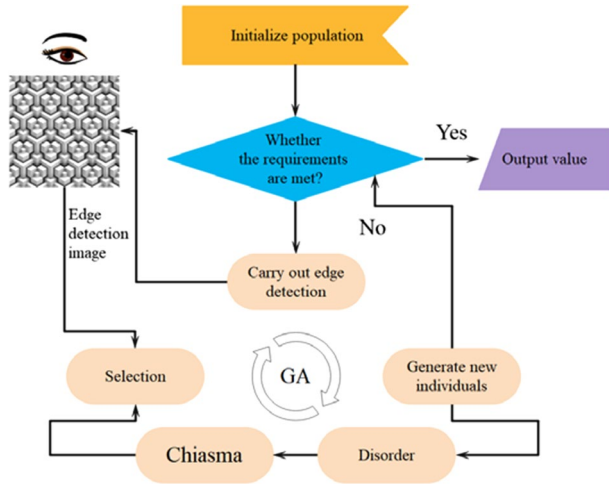 Initialize population
Whether
the requirements
are met?
Yes
Output value
No
Edge
detection
image
Carry out edge
detection
Selection
GA
Generate new
individuals
Chiasma
Disorder